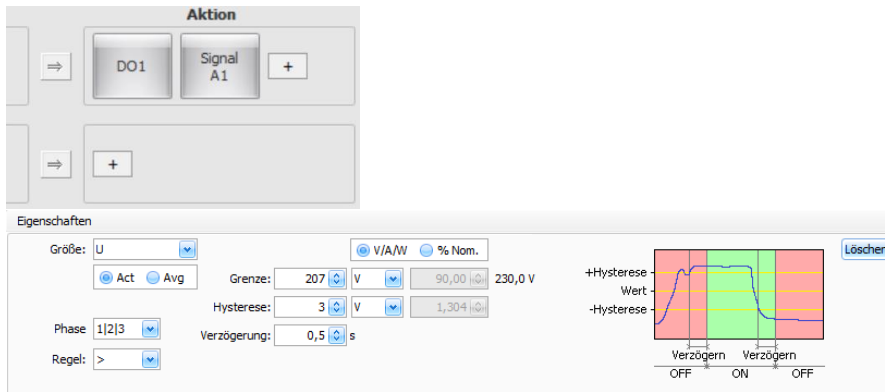 Aktion
⇒ DO1 Signal A1 +
⇒ +
Eigenschaften
Größe: U V/A/W % Nom. Löschen
Act Avg Grenze: 207 V 90,00 230,0 V
Hysterese: 3 V 1,304
Phase 1|2|3 Verzögerung: 0,5 s
Regel: >
+Hysterese
Wert
-Hysterese
Verzögern Verzögern
OFF ON OFF